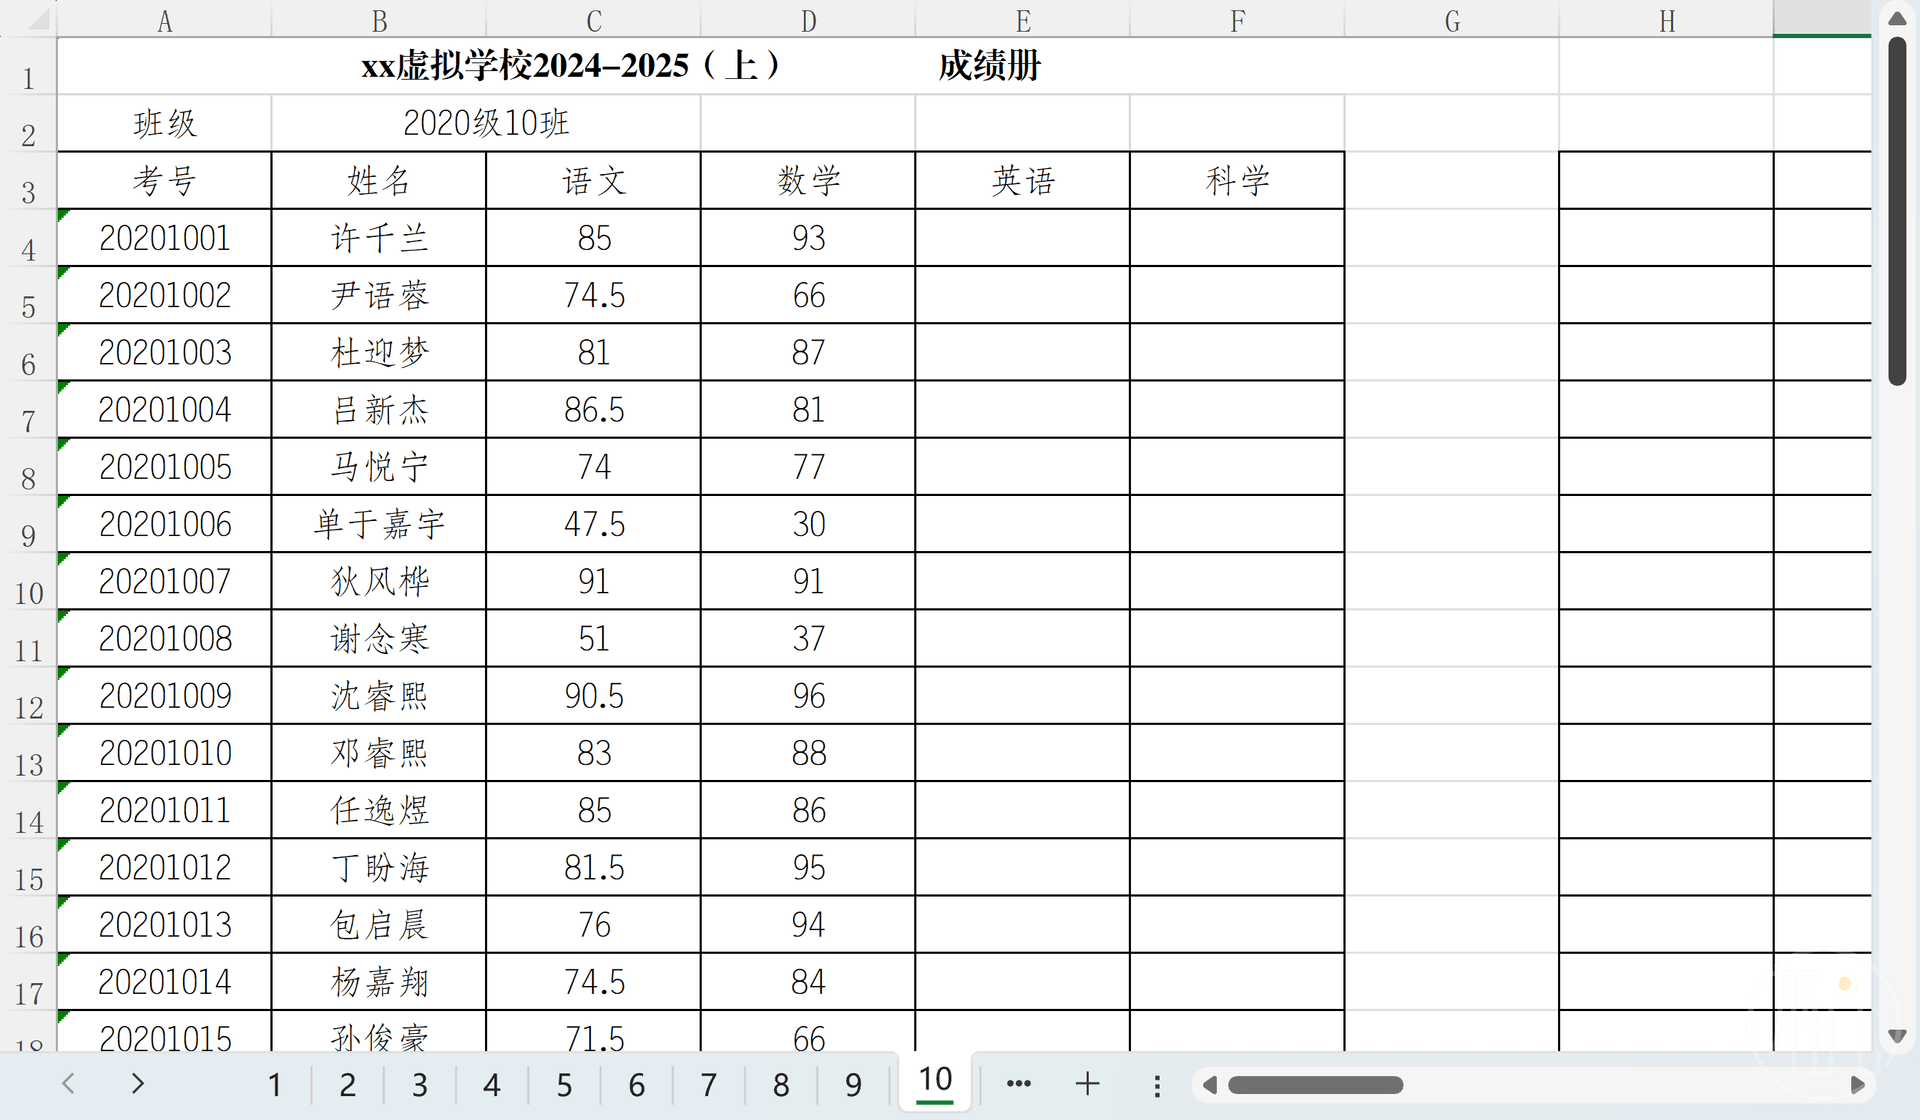 A B C D E F G H
1 xx虚拟学校2024-2025（上） 成绩册
2 班级 2020级10班
3 考号 姓名 语文 数学 英语 科学
4 20201001 许千兰 85 93
5 20201002 尹语蓉 74.5 66
6 20201003 杜迎梦 81 87
7 20201004 吕新杰 86.5 81
8 20201005 马悦宁 74 77
9 20201006 单于嘉宇 47.5 30
10 20201007 狄风桦 91 91
11 20201008 谢念寒 51 37
12 20201009 沈睿熙 90.5 96
13 20201010 邓睿熙 83 88
14 20201011 任逸煜 85 86
15 20201012 丁盼海 81.5 95
16 20201013 包启晨 76 94
17 20201014 杨嘉翔 74.5 84
18 20201015 孙俊豪 71.5 66
1 2 3 4 5 6 7 8 9 10 ••• +